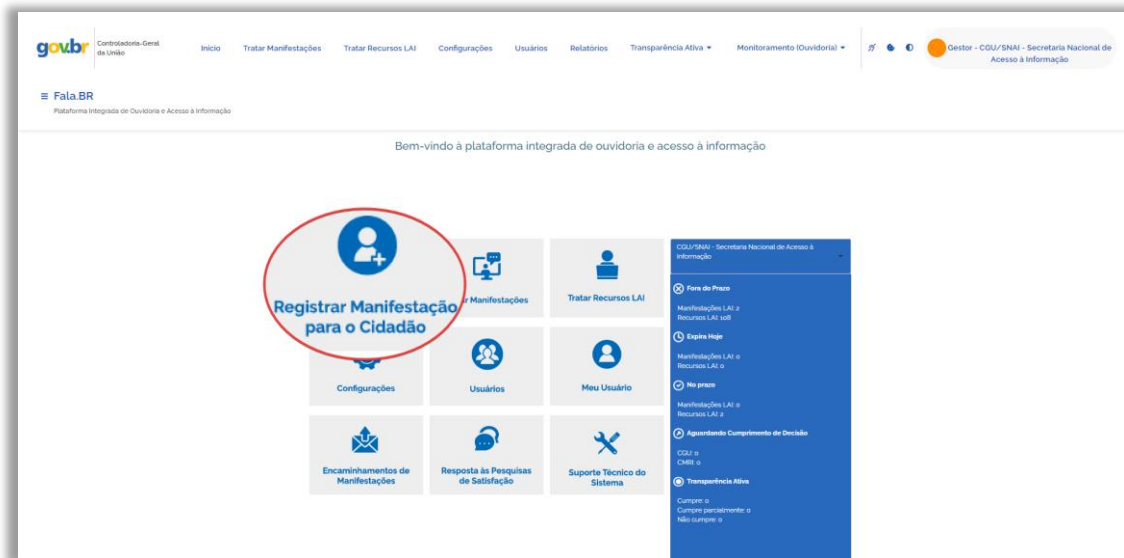 gov.br
Controladoria-Geral
da União
Início
Tratar Manifestações
Tratar Recursos LAI
Configurações
Usuários
Relatórios
Transparência Ativa
Monitoramento (Ouvidoria)
Gestor - CGU/SNAI - Secretaria Nacional de
Acesso à Informação
Fala.BR
Plataforma Integrada de Ouvidoria e Acesso à Informação
Bem-vindo à plataforma integrada de ouvidoria e acesso à informação
Registrar Manifestação
para o Cidadão
r Manifestações
Tratar Recursos LAI
Configurações
Usuários
Meu Usuário
Encaminhamentos de
Manifestações
Resposta às Pesquisas
de Satisfação
Suporte Técnico do
Sistema
CGU/SNAI - Secretaria Nacional de Acesso à
Informação
Fora do Prazo
Manifestações LAI: 2
Recursos LAI: 108
Expira Hoje
Manifestações LAI: 0
Recursos LAI: 0
No prazo
Manifestações LAI: 0
Recursos LAI: 2
Aguardando Cumprimento de Decisão
CGU: 0
CMRI: 0
Transparência Ativa
Cumpre: 0
Cumpre parcialmente: 0
Não cumpre: 0